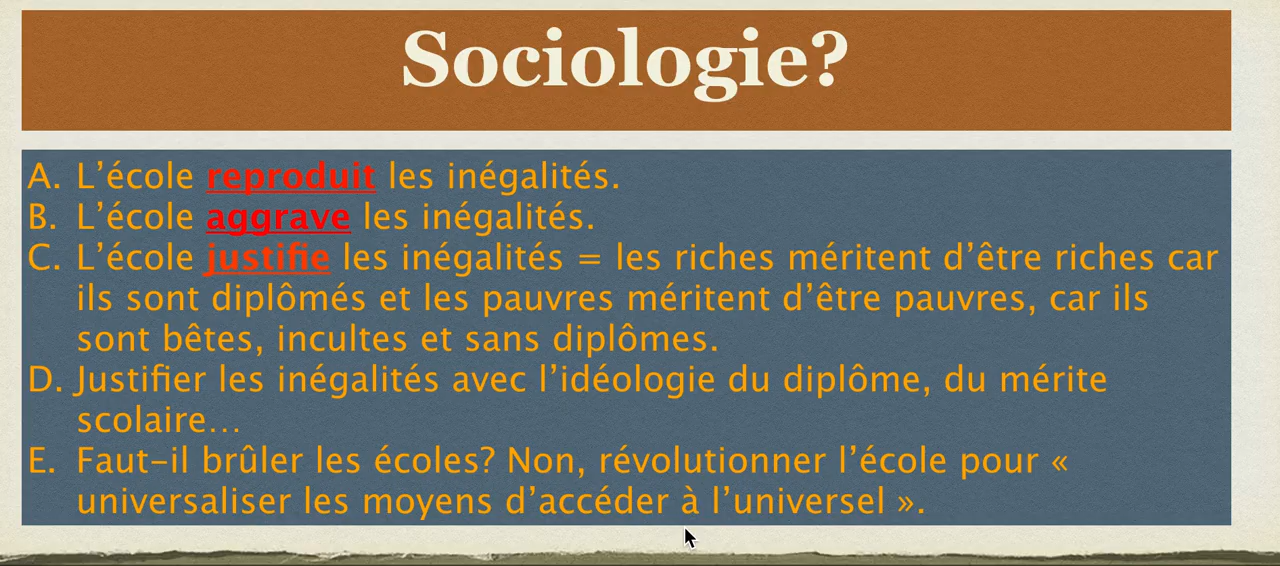 Sociologie?
A. L’école reproduit les inégalités.
B. L’école aggrave les inégalités.
C. L’école justifie les inégalités = les riches méritent d’être riches car
ils sont diplômés et les pauvres méritent d’être pauvres, car ils
sont bêtes, incultes et sans diplômes.
D. Justifier les inégalités avec l’idéologie du diplôme, du mérite
scolaire…
E. Faut-il brûler les écoles? Non, révolutionner l’école pour «
universaliser les moyens d’accéder à l’universel ».